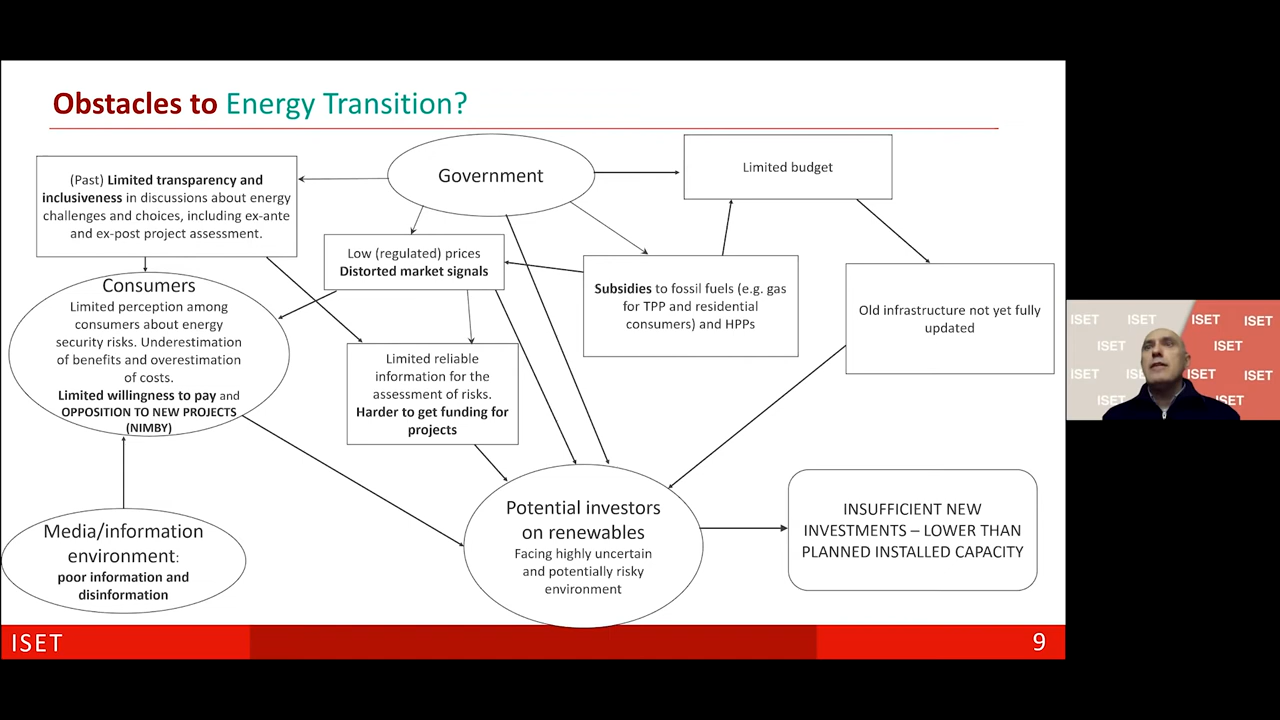 Obstacles to Energy Transition?
(Past) Limited transparency and
inclusiveness in discussions about energy
challenges and choices, including ex-ante
and ex-post project assessment.
Government
Limited budget
Low (regulated) prices
Distorted market signals
Subsidies to fossil fuels (e.g. gas
for TPP and residential
consumers) and HPPs
Old infrastructure not yet fully
updated
Consumers
Limited perception among
consumers about energy
security risks. Underestimation
of benefits and overestimation
of costs.
Limited willingness to pay and
OPPOSITION TO NEW PROJECTS
(NIMBY)
Limited reliable
information for the
assessment of risks.
Harder to get funding for
projects
Media/information
environment:
poor information and
disinformation
Potential investors
on renewables
Facing highly uncertain
and potentially risky
environment
INSUFFICIENT NEW
INVESTMENTS – LOWER THAN
PLANNED INSTALLED CAPACITY
ISET
9
ISET ISET ISET ISET
ISET ISET
ISET ISET ISET
ISET ISET